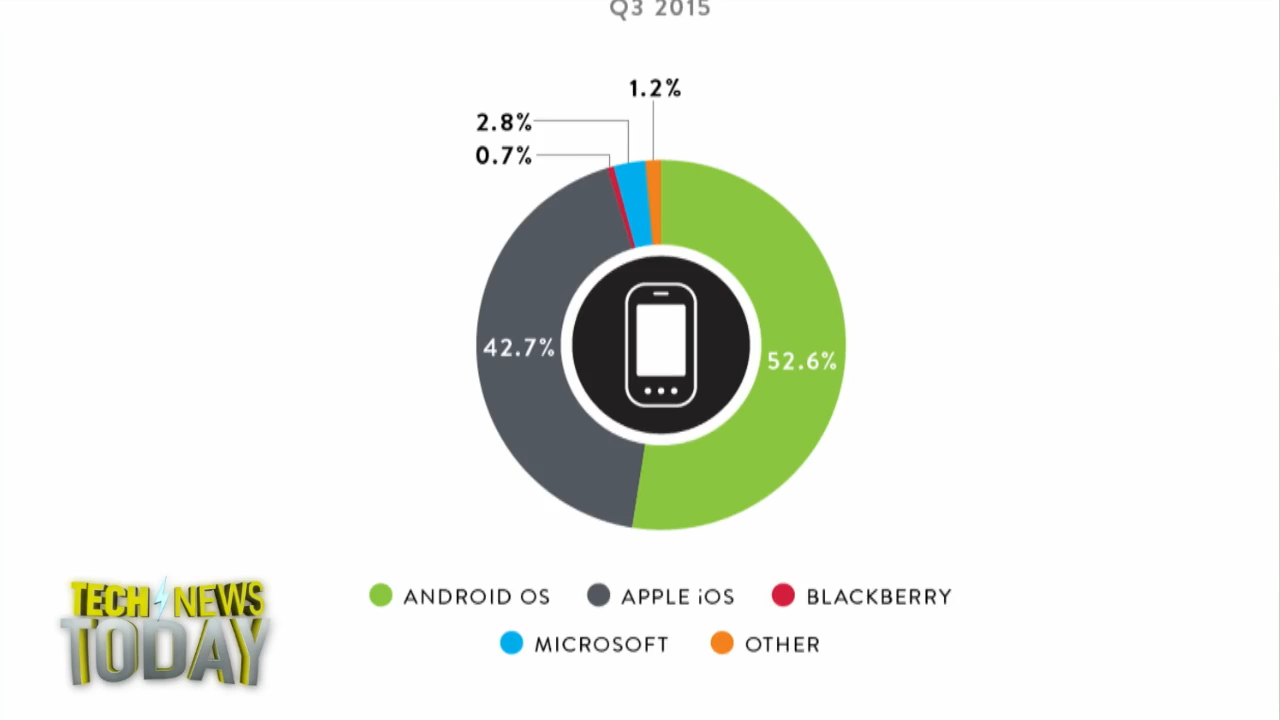 Q3 2015
1.2%
2.8%
0.7%
42.7%
52.6%
ANDROID OS APPLE iOS BLACKBERRY
MICROSOFT OTHER
TECH NEWS
TODAY